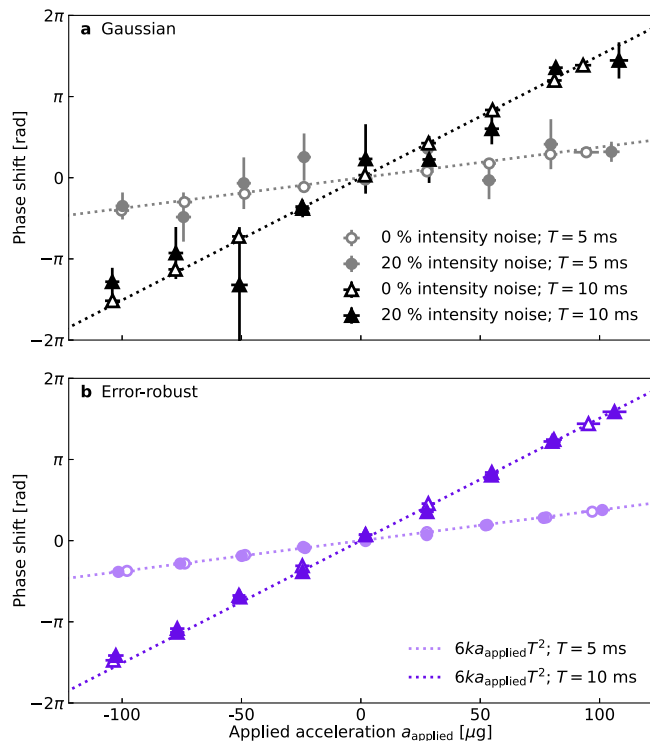 2π
a Gaussian
π
Phase shift [rad]
0
0 % intensity noise; T = 5 ms
20 % intensity noise; T = 5 ms
−π
0 % intensity noise; T = 10 ms
20 % intensity noise; T = 10 ms
−2π
2π
b Error-robust
π
Phase shift [rad]
0
−π
6ka_applied T²; T = 5 ms
6ka_applied T²; T = 10 ms
−2π
-100 -50 0 50 100
Applied acceleration a_applied [μg]